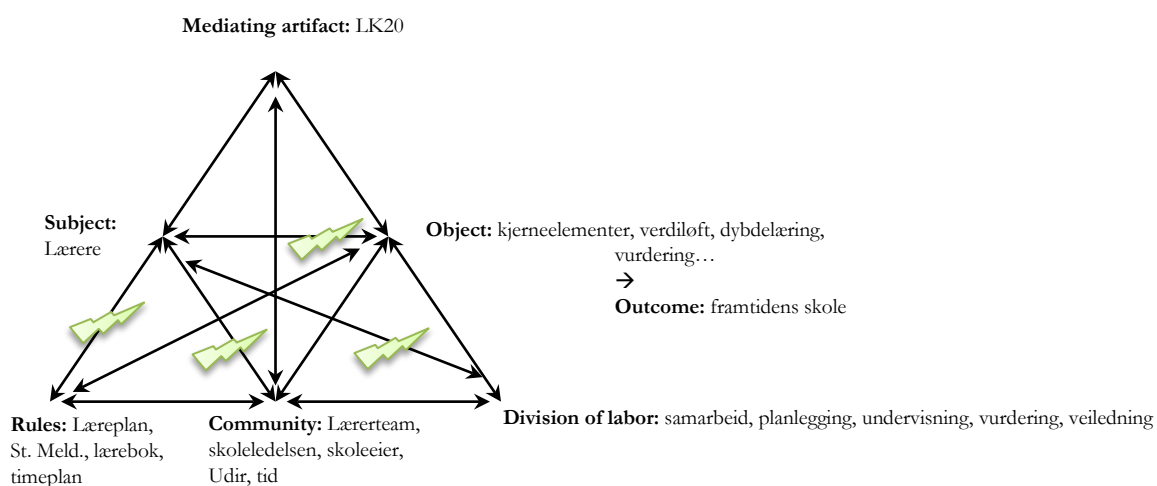 Mediating artifact: LK20
Subject:
Lærere
Object: kjerneelementer, verdiløft, dybdelæring,
vurdering…
→
Outcome: framtidens skole
Rules: Læreplan,
St. Meld., lærebok,
timeplan
Community: Lærerteam,
skoleledelsen, skoleeier,
Udir, tid
Division of labor: samarbeid, planlegging, undervisning, vurdering, veiledning